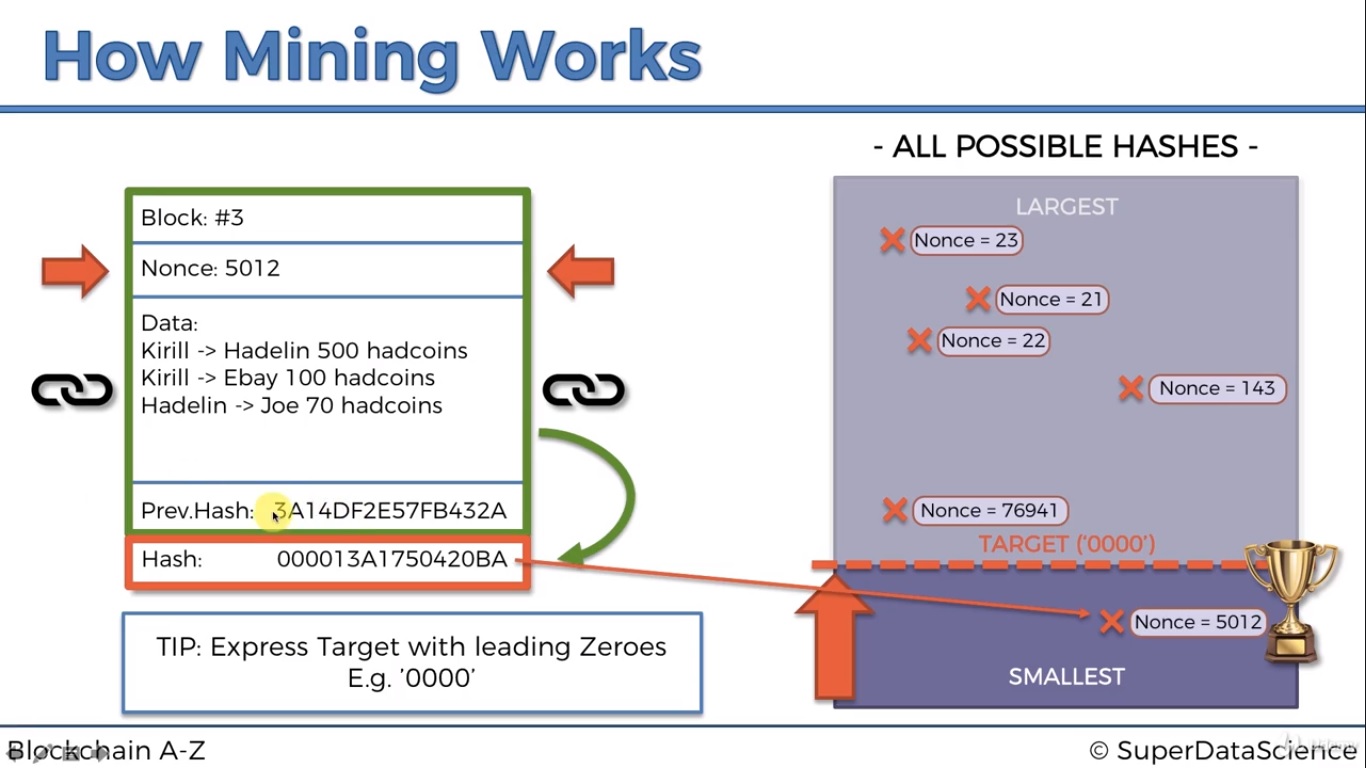 How Mining Works
- ALL POSSIBLE HASHES -
Block: #3
Nonce: 5012
Data:
Kirill -> Hadelin 500 hadcoins
Kirill -> Ebay 100 hadcoins
Hadelin -> Joe 70 hadcoins
Prev.Hash: 3A14DF2E57FB432A
Hash: 000013A1750420BA
TIP: Express Target with leading Zeroes
E.g. '0000'
LARGEST
Nonce = 23
Nonce = 21
Nonce = 22
Nonce = 143
Nonce = 76941
TARGET ('0000')
Nonce = 5012
SMALLEST
Blockchain A-Z
© SuperDataScience